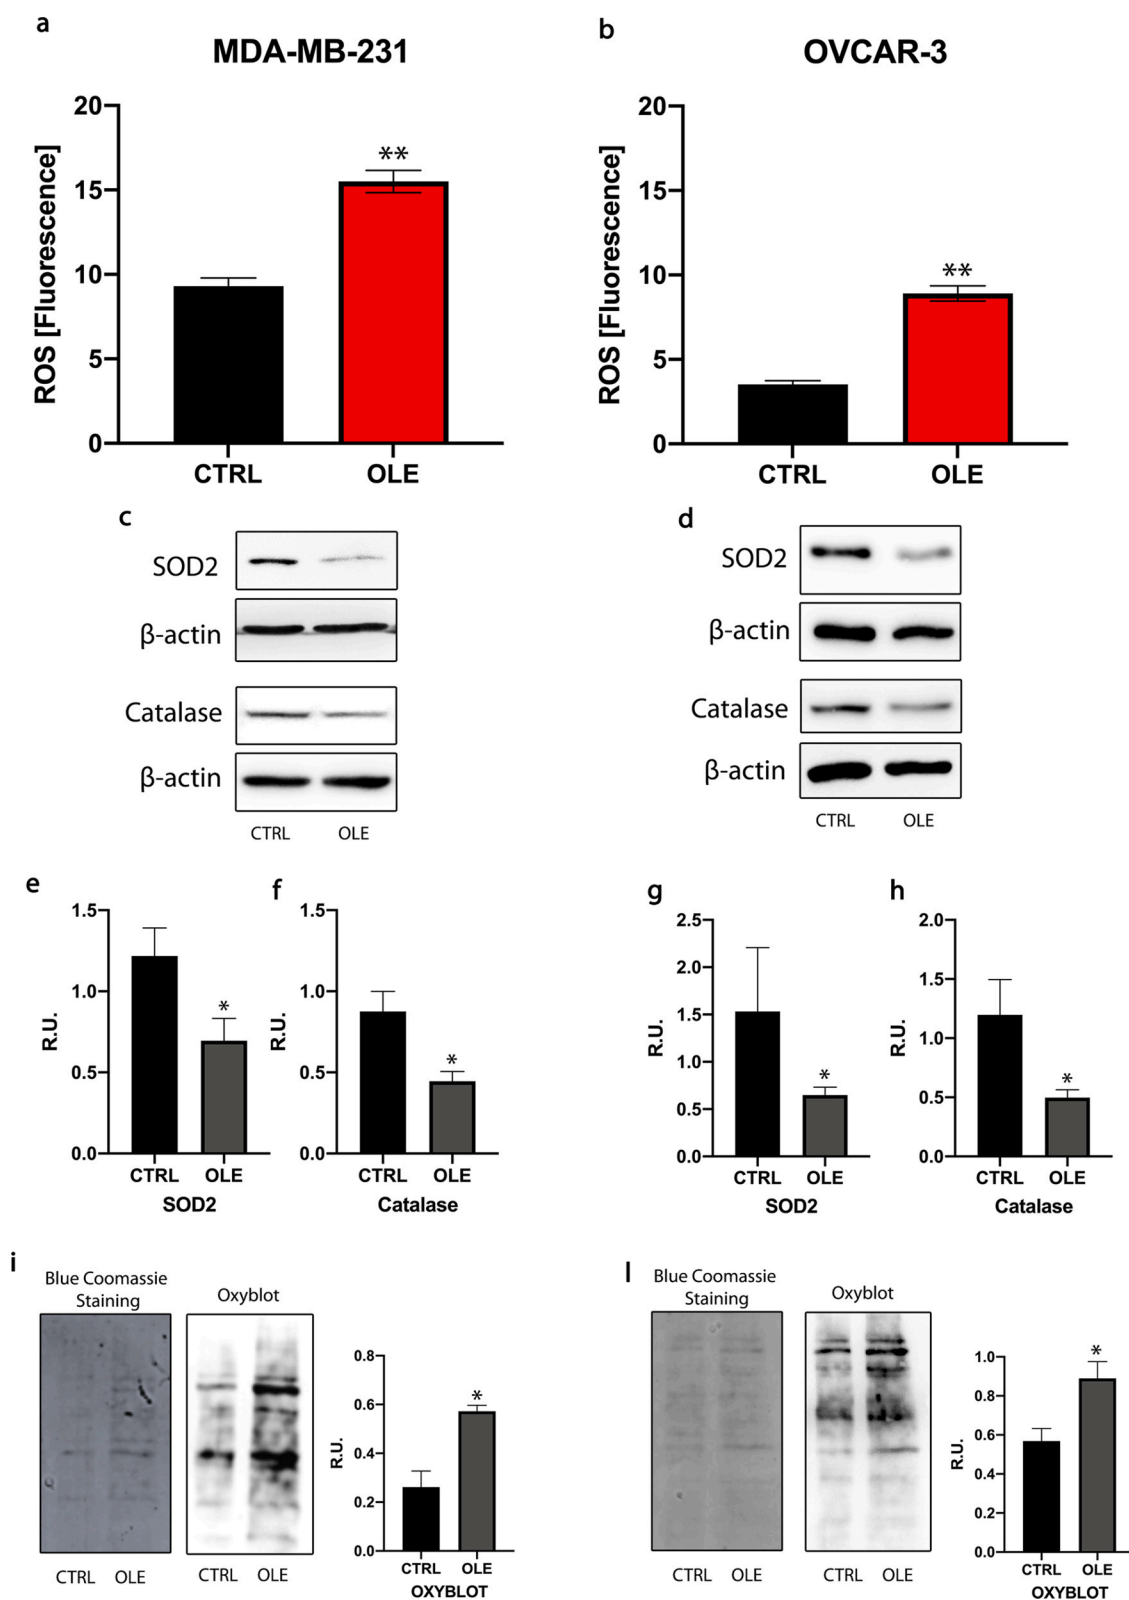 a
MDA-MB-231
20
15
10
5
0
ROS [Fluorescence]
**
CTRL OLE
b
OVCAR-3
20
15
10
5
0
ROS [Fluorescence]
**
CTRL OLE
c
SOD2
β-actin
Catalase
β-actin
CTRL OLE
d
SOD2
β-actin
Catalase
β-actin
CTRL OLE
e
1.5
1.0
0.5
0.0
R.U.
*
CTRL OLE
SOD2
f
1.5
1.0
0.5
0.0
R.U.
*
CTRL OLE
Catalase
g
2.5
2.0
1.5
1.0
0.5
0.0
R.U.
*
CTRL OLE
SOD2
h
2.0
1.5
1.0
0.5
0.0
R.U.
*
CTRL OLE
Catalase
i
Blue Coomassie
Staining
CTRL OLE
Oxyblot
CTRL OLE
0.8
0.6
0.4
0.2
0.0
R.U.
*
CTRL OLE
OXYBLOT
l
Blue Coomassie
Staining
CTRL OLE
Oxyblot
CTRL OLE
1.0
0.8
0.6
0.4
0.2
0.0
R.U.
*
CTRL OLE
OXYBLOT